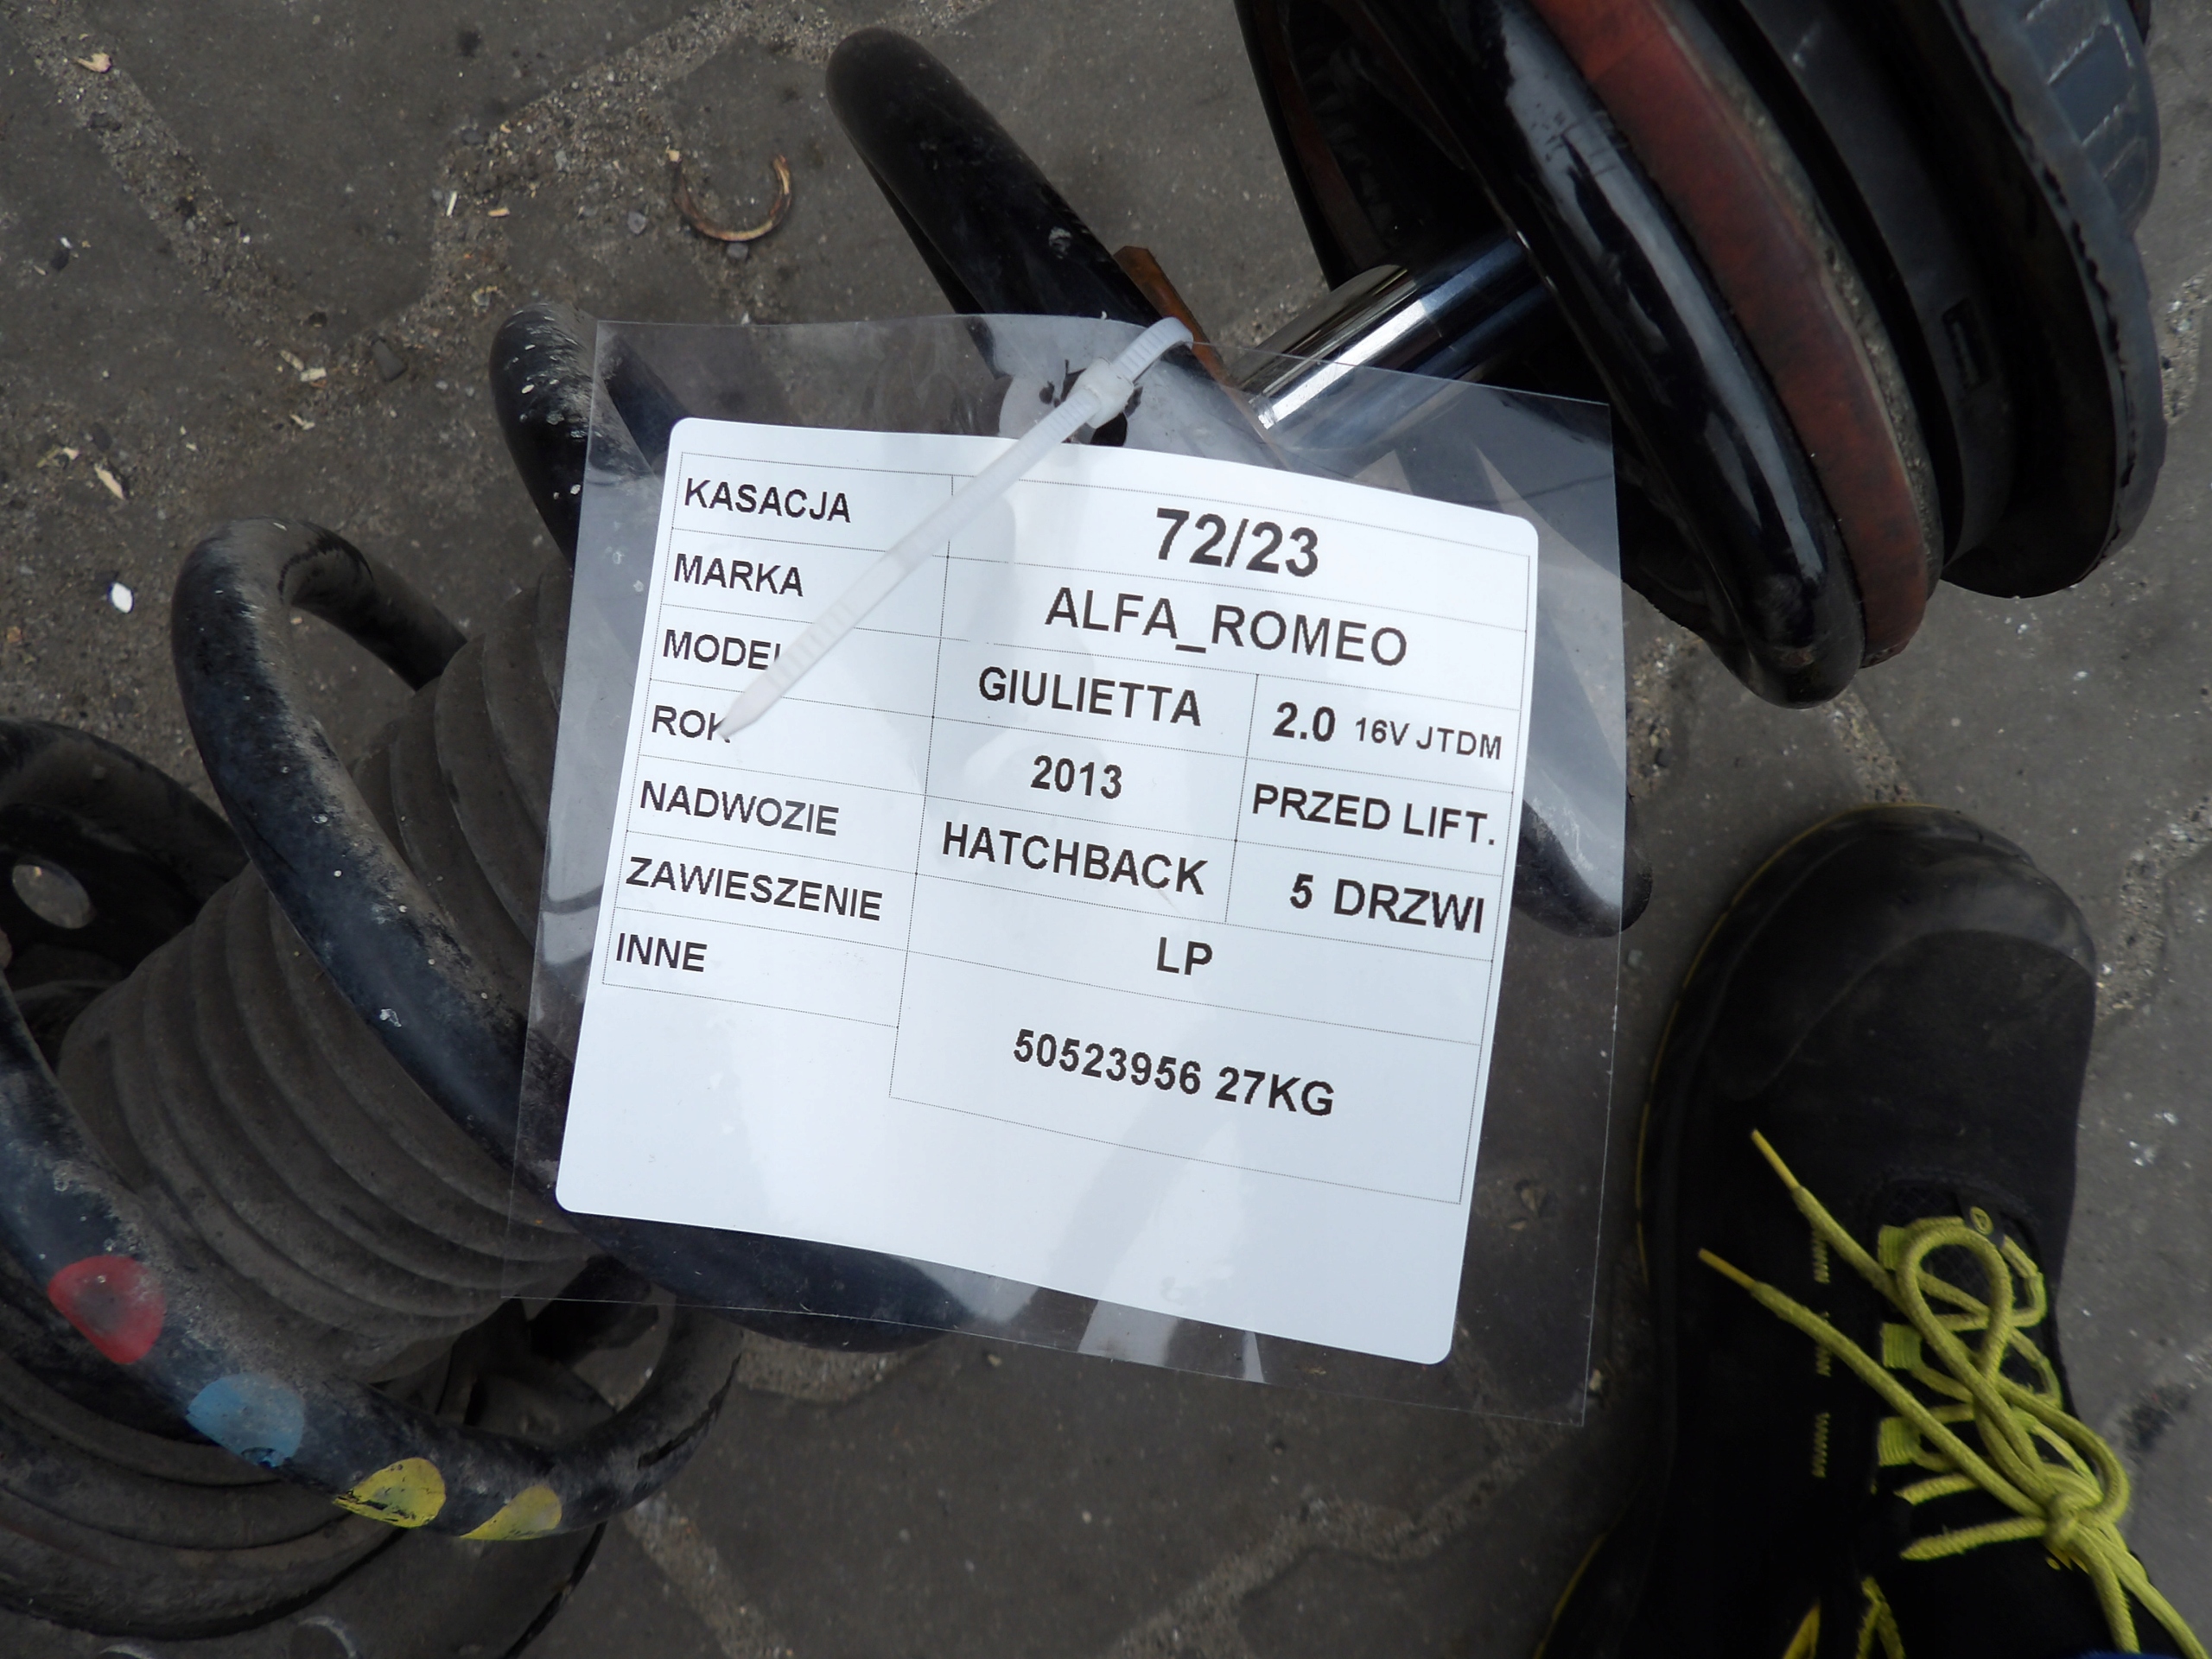 KASACJA 72/23
MARKA ALFA_ROMEO
MODEL GIULIETTA 2.0 16V JTDM
ROK 2013 PRZED LIFT.
NADWOZIE HATCHBACK 5 DRZWI
ZAWIESZENIE LP
INNE 50523956 27KG